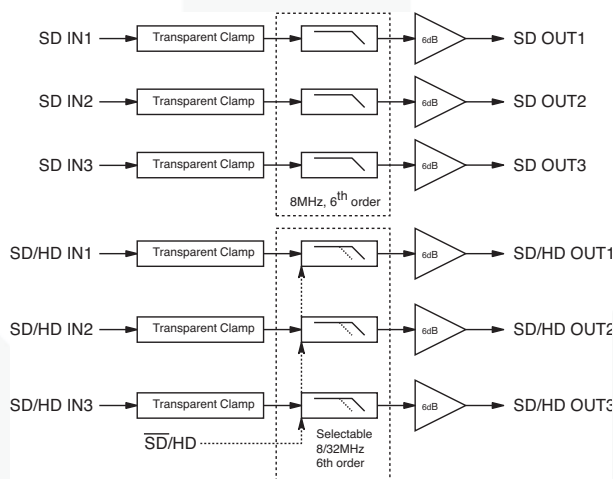 SD IN1 Transparent Clamp 6dB SD OUT1
SD IN2 Transparent Clamp 6dB SD OUT2
SD IN3 Transparent Clamp 6dB SD OUT3
8MHz, 6th order
SD/HD IN1 Transparent Clamp 6dB SD/HD OUT1
SD/HD IN2 Transparent Clamp 6dB SD/HD OUT2
SD/HD IN3 Transparent Clamp 6dB SD/HD OUT3
S̅D̅/HD
Selectable
8/32MHz
6th order